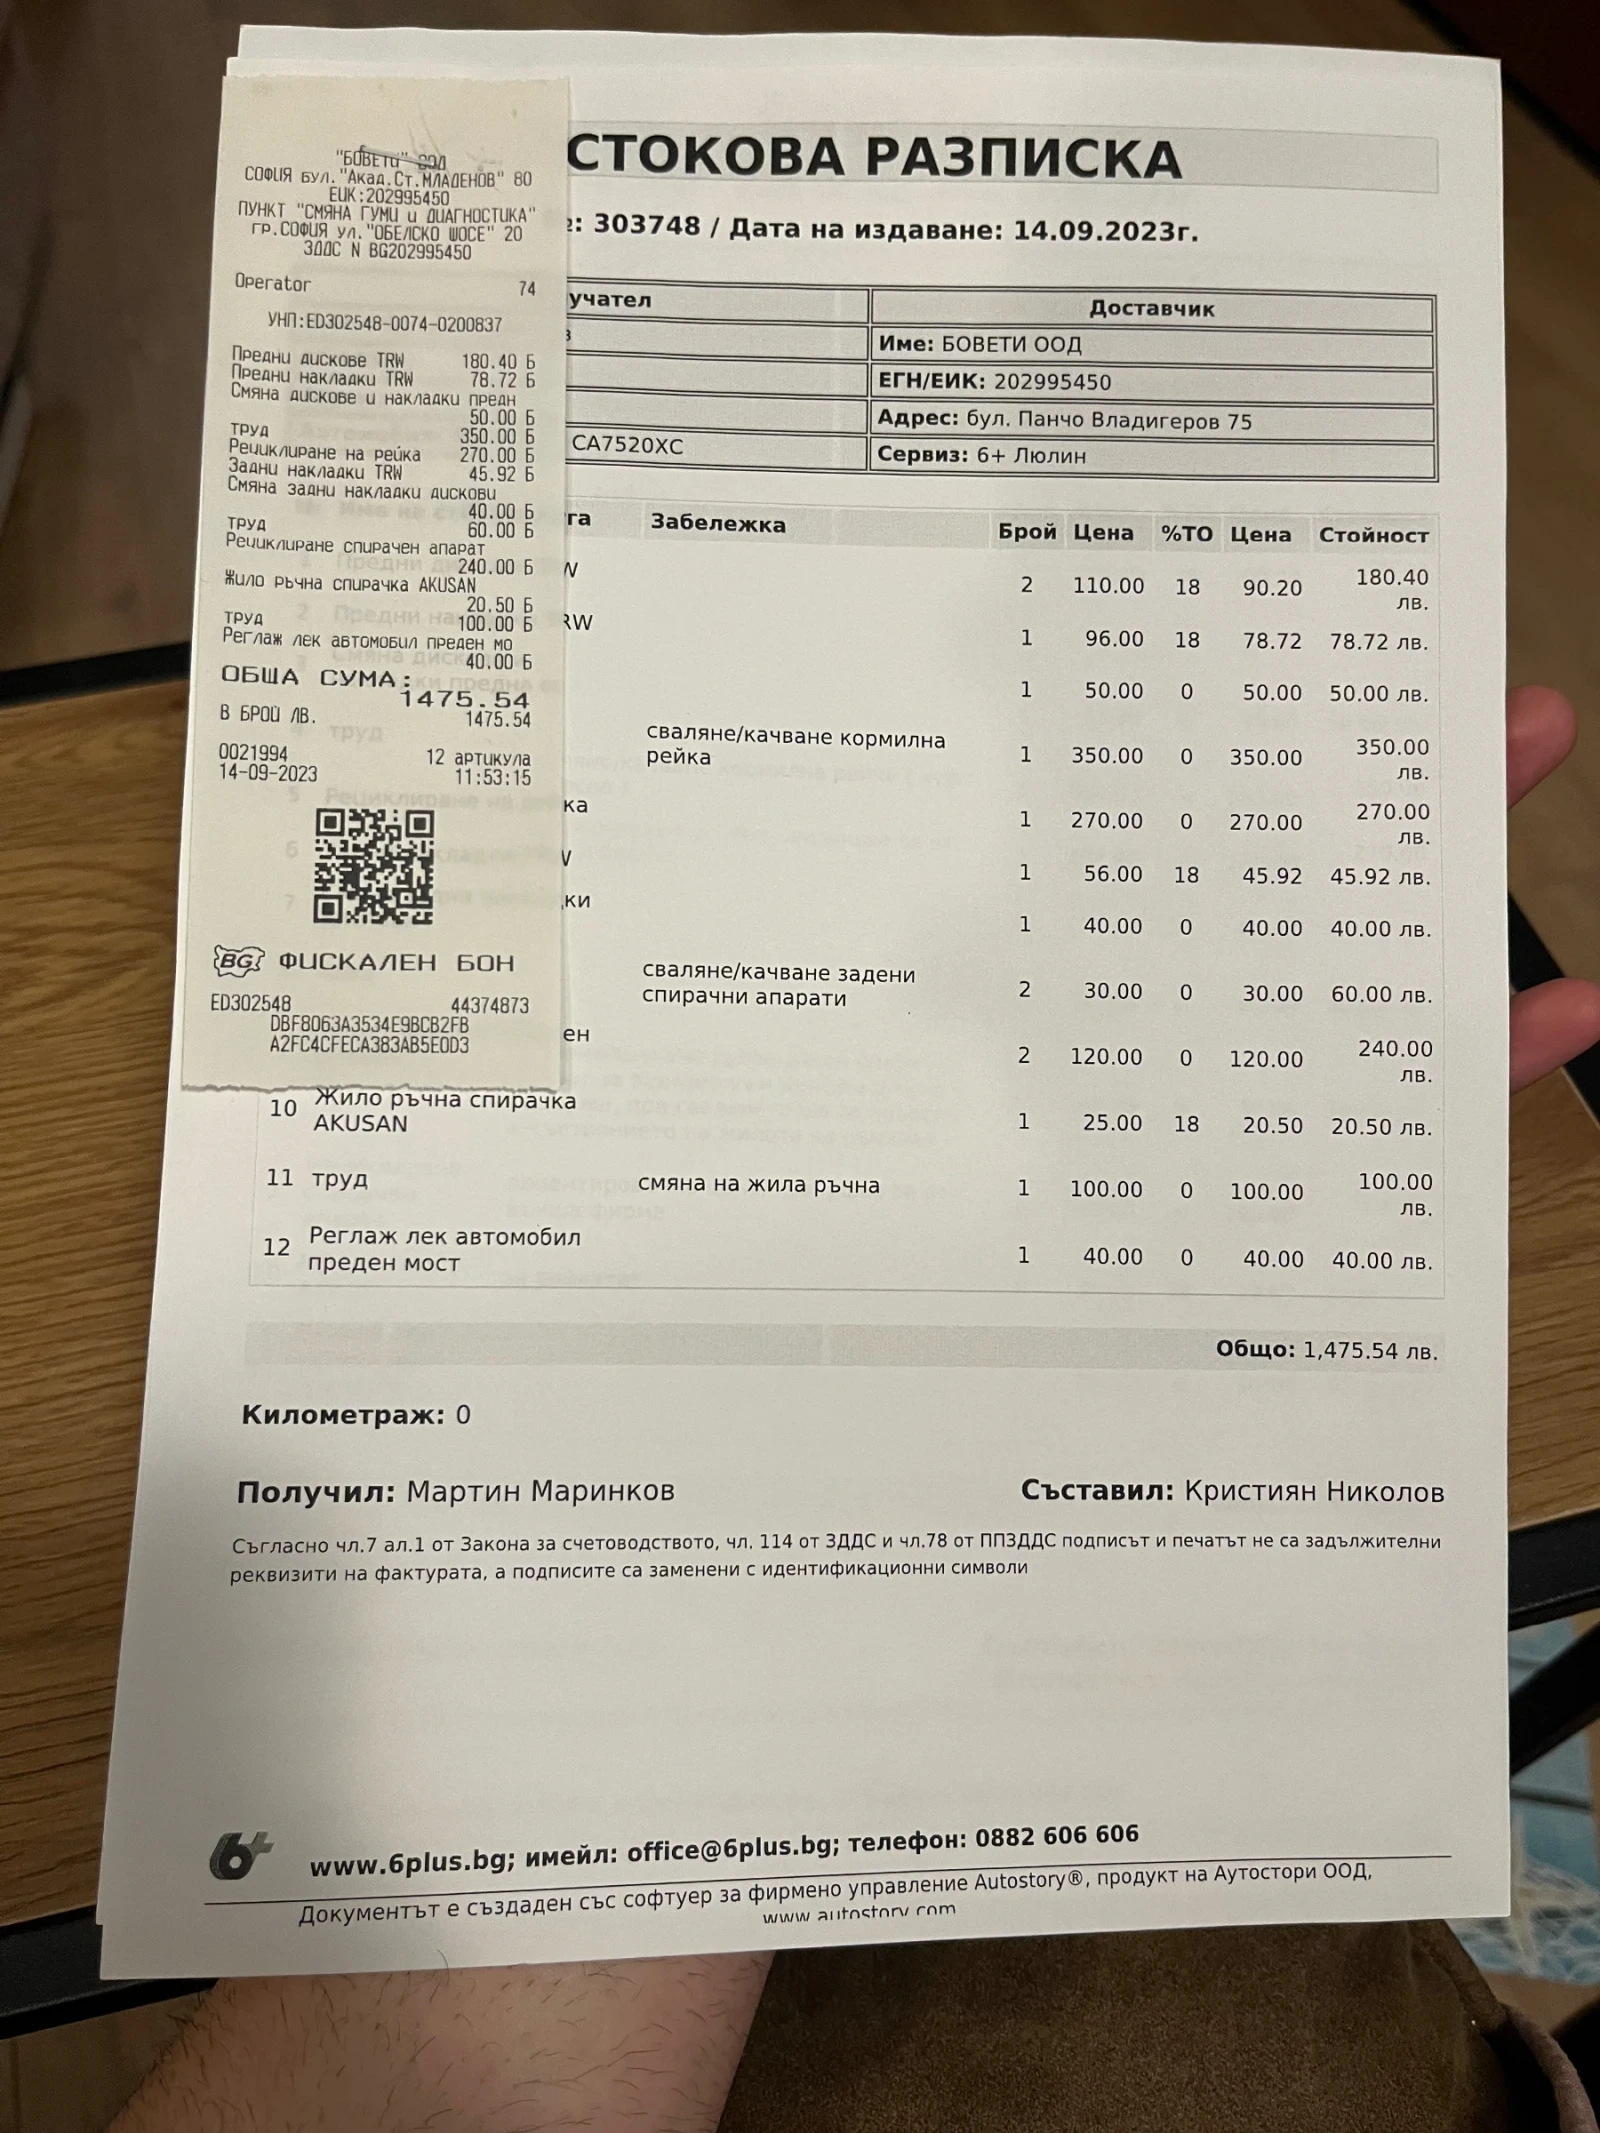 "БОВЕТИ" ООД
СОФИЯ бул."Акад.Ст.МЛАДЕНОВ" 80
ЕИК:202995450
ПУНКТ "СМЯНА ГУМИ и ДИАГНОСТИКА"
ГР.СОФИЯ ул."ОБЕЛСКО ШОСЕ" 20
ЗДДС N BG202995450
Operator 74
УНП:ED302548-0074-0200837
Предни дискове TRW 180.40 Б
Предни накладки TRW 78.72 Б
Смяна дискове и накладки предн
50.00 Б
ТРУД 350.00 Б
Рециклиране на рейка 270.00 Б
Задни накладки TRW 45.92 Б
Смяна задни накладки дискови
40.00 Б
ТРУД 60.00 Б
Рециклиране спирачен апарат
240.00 Б
Жило ръчна спирачка AKUSAN
20.50 Б
ТРУД 100.00 Б
Реглаж лек автомобил преден мо
40.00 Б
ОБЩА СУМА:
1475.54
В БРОЙ ЛВ. 1475.54
0021994 12 артикула
14-09-2023 11:53:15
BG ФИСКАЛЕН БОН
ED302548 44374873
DBF8063A3534E9BCB2FB
A2FC4CFECA383AB5E0D3
СТОКОВА РАЗПИСКА
: 303748 / Дата на издаване: 14.09.2023г.
учател Доставчик
Име: БОВЕТИ ООД
ЕГН/ЕИК: 202995450
Адрес: бул. Панчо Владигеров 75
СА7520ХС Сервиз: 6+ Люлин
га Забележка Брой Цена %ТО Цена Стойност
W 2 110.00 18 90.20 180.40 лв.
RW 1 96.00 18 78.72 78.72 лв.
1 50.00 0 50.00 50.00 лв.
сваляне/качване кормилна рейка 1 350.00 0 350.00 350.00 лв.
ка 1 270.00 0 270.00 270.00 лв.
W 1 56.00 18 45.92 45.92 лв.
ки 1 40.00 0 40.00 40.00 лв.
сваляне/качване задени спирачни апарати 2 30.00 0 30.00 60.00 лв.
ен 2 120.00 0 120.00 240.00 лв.
10 Жило ръчна спирачка AKUSAN 1 25.00 18 20.50 20.50 лв.
11 труд смяна на жила ръчна 1 100.00 0 100.00 100.00 лв.
12 Реглаж лек автомобил преден мост 1 40.00 0 40.00 40.00 лв.
Общо: 1,475.54 лв.
Километраж: 0
Получил: Мартин Маринков Съставил: Кристиян Николов
Съгласно чл.7 ал.1 от Закона за счетоводството, чл. 114 от ЗДДС и чл.78 от ППЗДДС подписът и печатът не са задължителни
реквизити на фактурата, а подписите са заменени с идентификационни символи
6+ www.6plus.bg; имейл: office@6plus.bg; телефон: 0882 606 606
Документът е създаден със софтуер за фирмено управление Autostory®, продукт на Аутостори ООД,
www.autostory.com